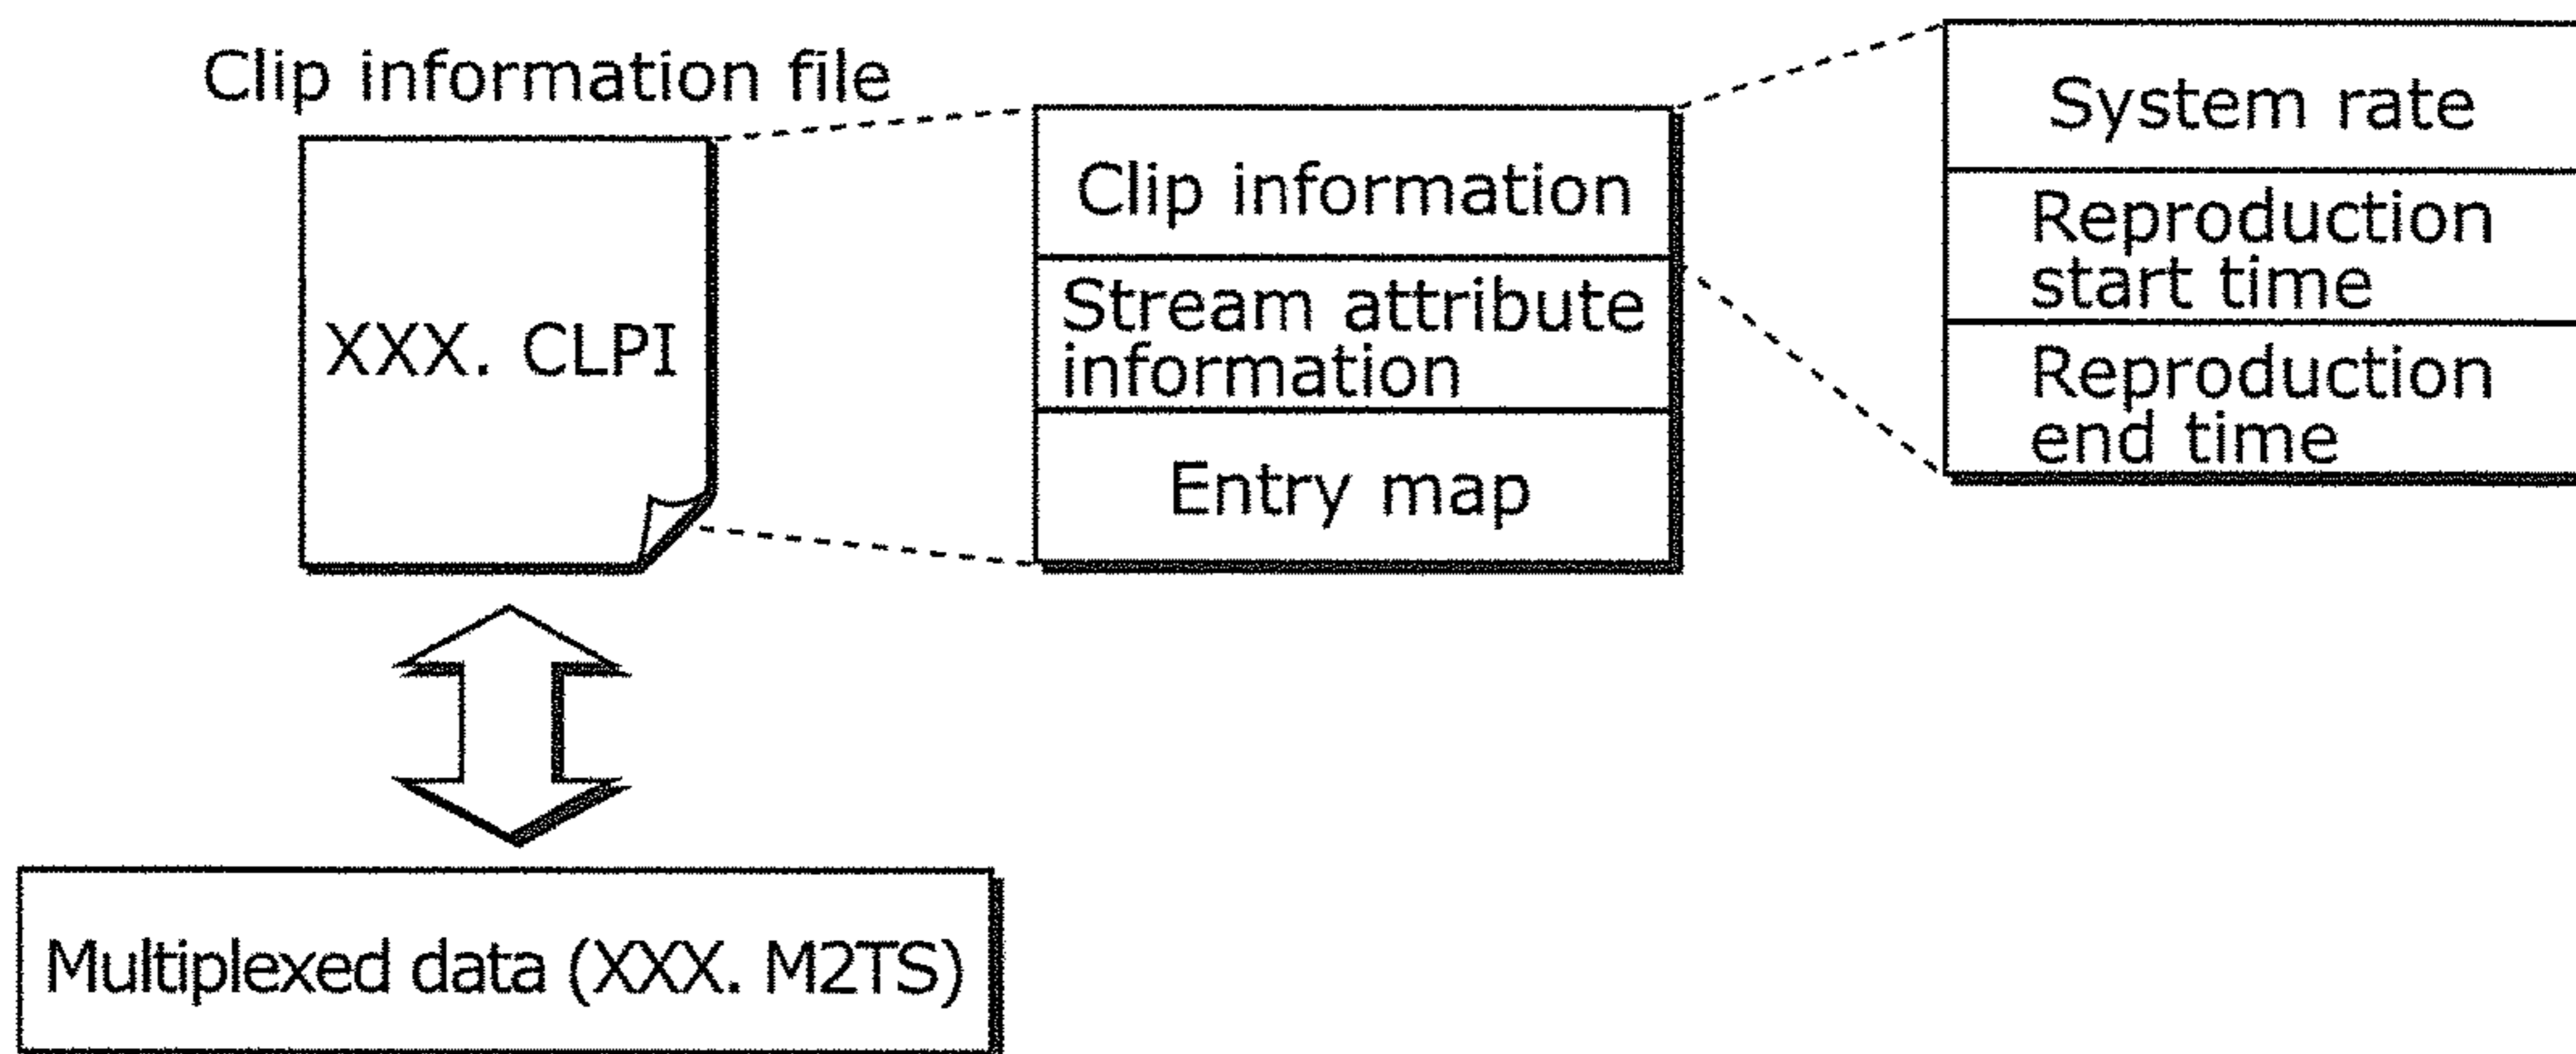 Clip information file
XXX. CLPI
Clip information
Stream attribute
information
Entry map
System rate
Reproduction
start time
Reproduction
end time
Multiplexed data (XXX. M2TS)